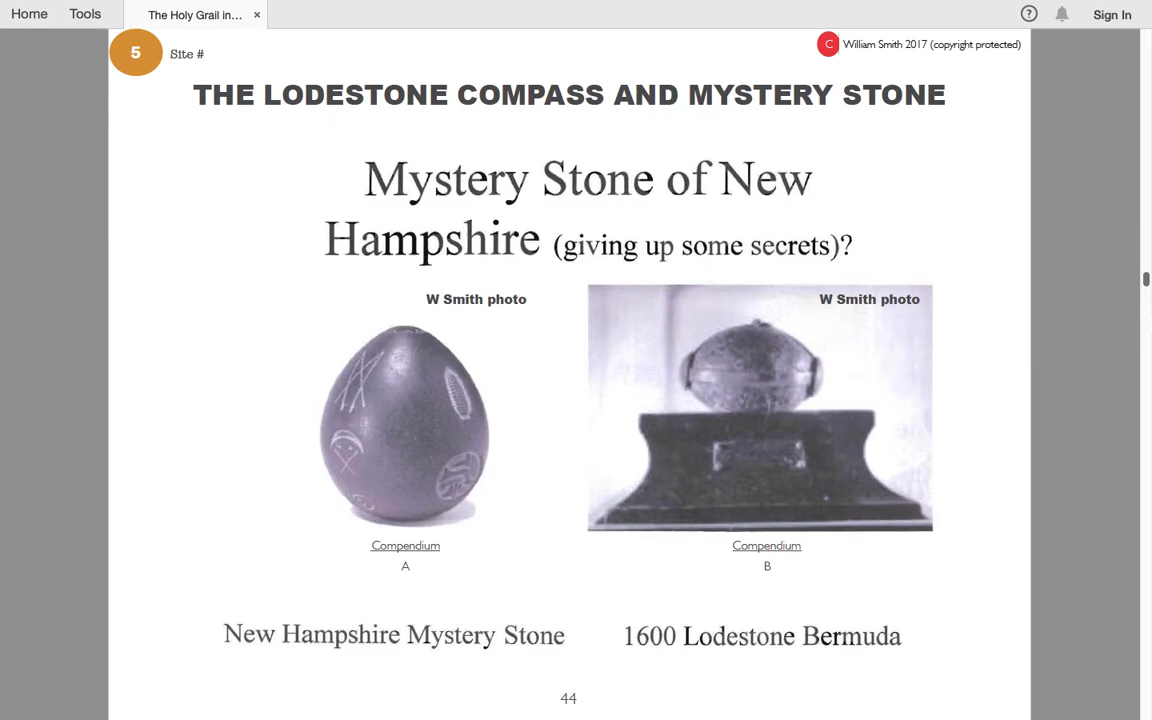 Home Tools The Holy Grail in... × ? Sign In
5 Site # C William Smith 2017 (copyright protected)
THE LODESTONE COMPASS AND MYSTERY STONE
Mystery Stone of New
Hampshire (giving up some secrets)?
W Smith photo
W Smith photo
Compendium
A
Compendium
B
New Hampshire Mystery Stone
1600 Lodestone Bermuda
44